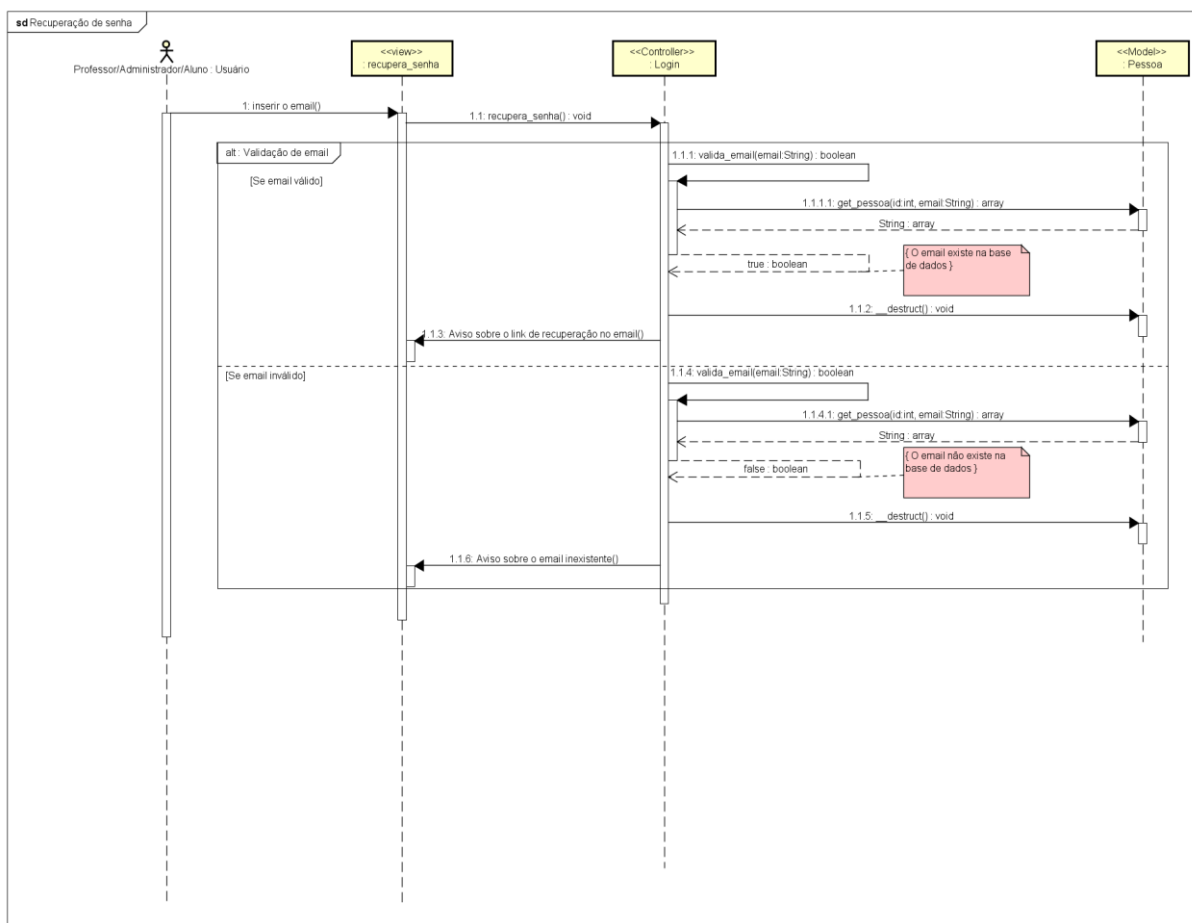 sd Recuperação de senha
Professor/Administrador/Aluno : Usuário
<<view>>
: recupera_senha
<<Controller>>
: Login
<<Model>>
: Pessoa
1: inserir o email()
1.1: recupera_senha() : void
alt : Validação de email
[Se email válido]
1.1.1: valida_email(email:String) : boolean
1.1.1.1: get_pessoa(id:int, email:String) : array
String : array
true : boolean
{ O email existe na base
de dados }
1.1.2: __destruct() : void
1.1.3: Aviso sobre o link de recuperação no email()
[Se email inválido]
1.1.4: valida_email(email:String) : boolean
1.1.4.1: get_pessoa(id:int, email:String) : array
String : array
false : boolean
{ O email não existe na
base de dados }
1.1.5: __destruct() : void
1.1.6: Aviso sobre o email inexistente()